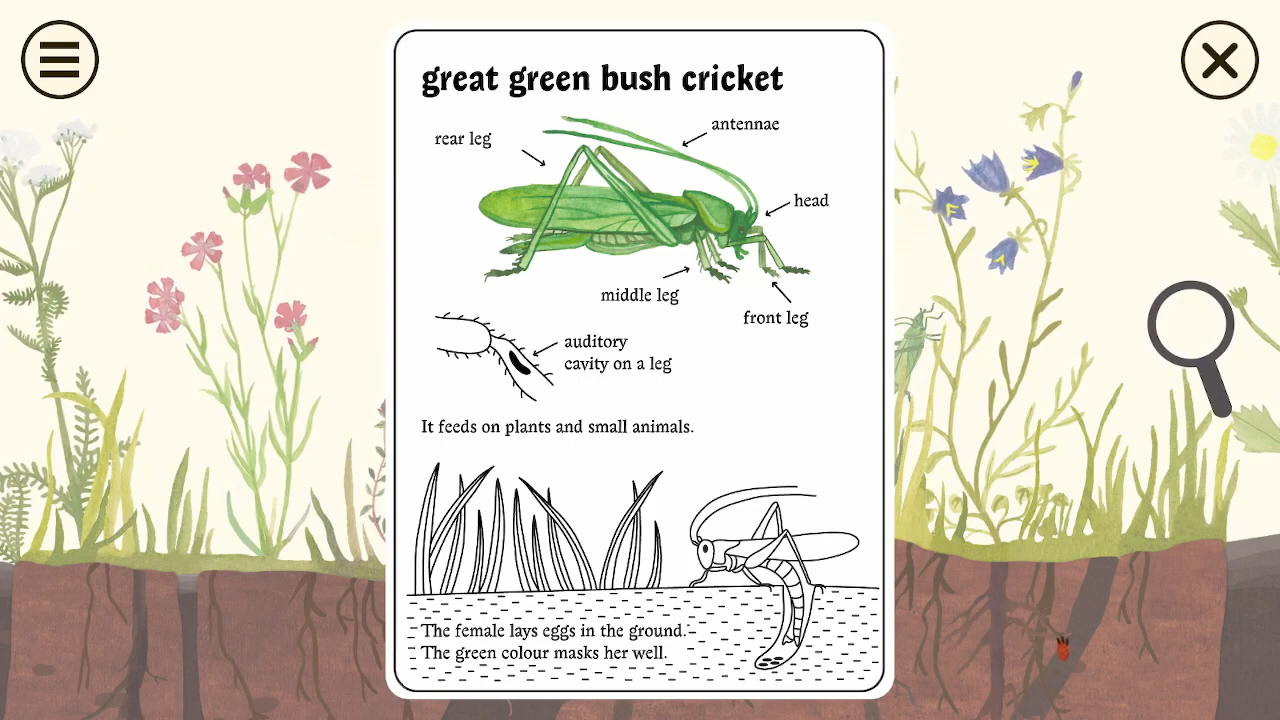 great green bush cricket
rear leg
antennae
head
middle leg
front leg
auditory
cavity on a leg
It feeds on plants and small animals.
The female lays eggs in the ground.
The green colour masks her well.